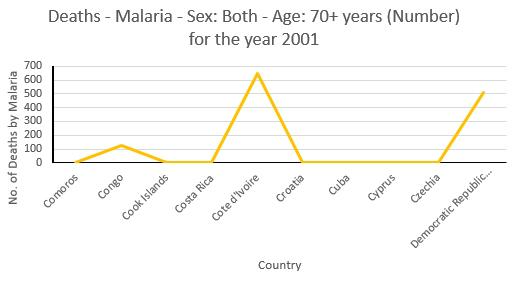 Deaths - Malaria - Sex: Both - Age: 70+ years (Number)
for the year 2001
No. of Deaths by Malaria
700
600
500
400
300
200
100
0
Comoros
Congo
Cook Islands
Costa Rica
Cote d'Ivoire
Croatia
Cuba
Cyprus
Czechia
Democratic Republic...
Country